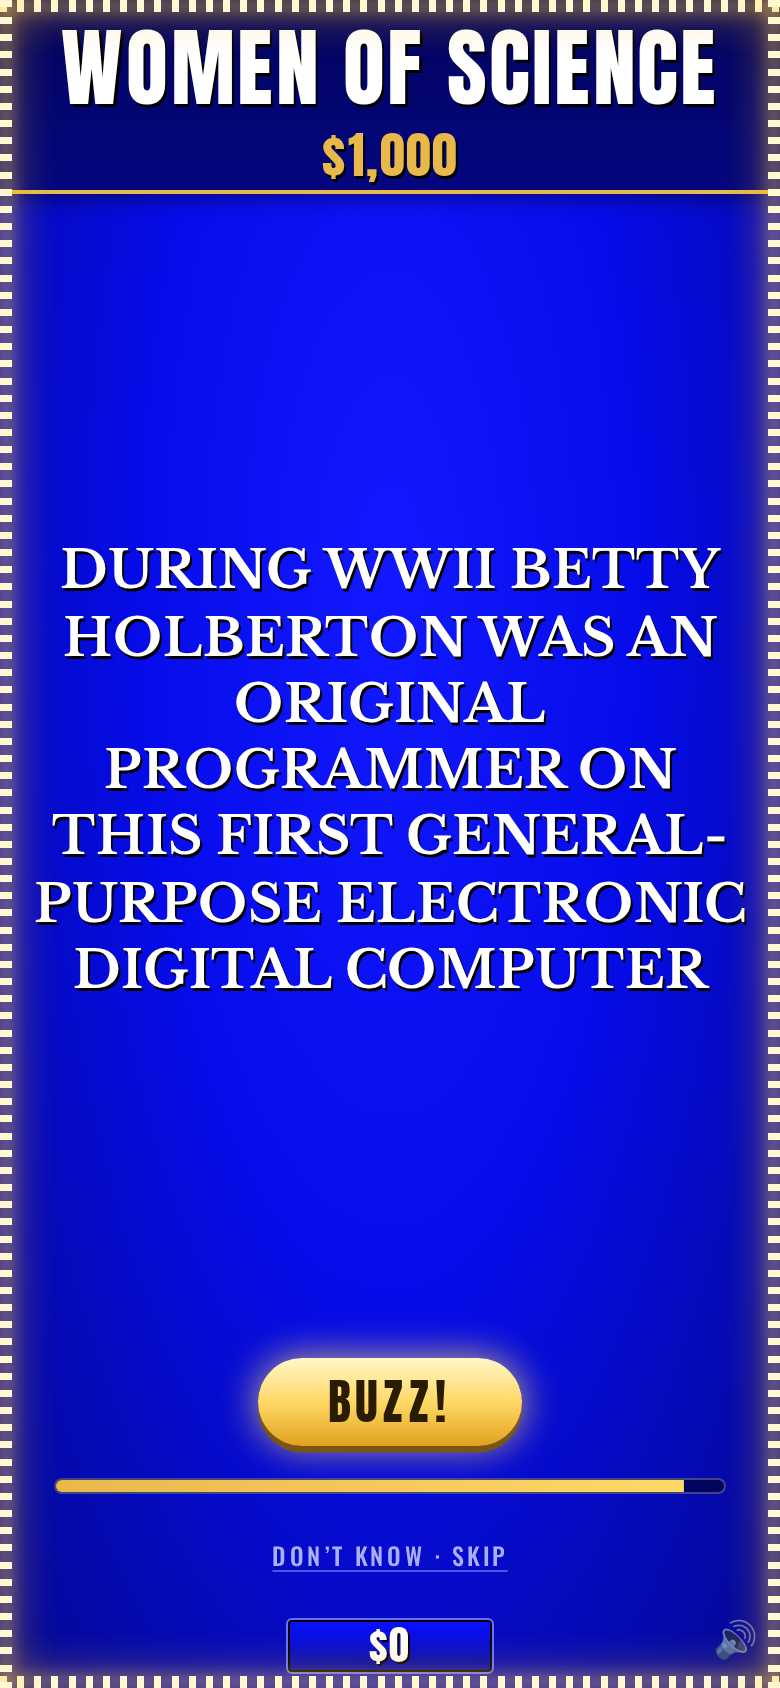 WOMEN OF SCIENCE
$1,000
DURING WWII BETTY
HOLBERTON WAS AN
ORIGINAL
PROGRAMMER ON
THIS FIRST GENERAL-
PURPOSE ELECTRONIC
DIGITAL COMPUTER
BUZZ!
DON’T KNOW · SKIP
$0